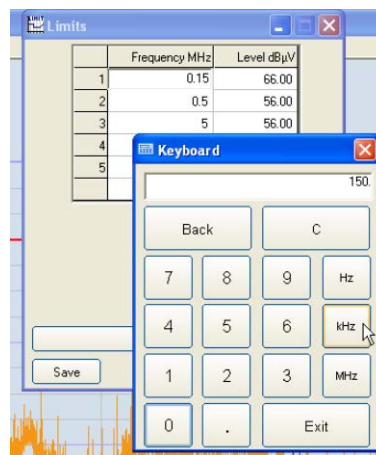 LIMIT Limits
Frequency MHz Level dBµV
1 0.15 66.00
2 0.5 56.00
3 5 56.00
4
5
Keyboard
150.
Back C
7 8 9 Hz
4 5 6 kHz
1 2 3 MHz
0 . Exit
Save